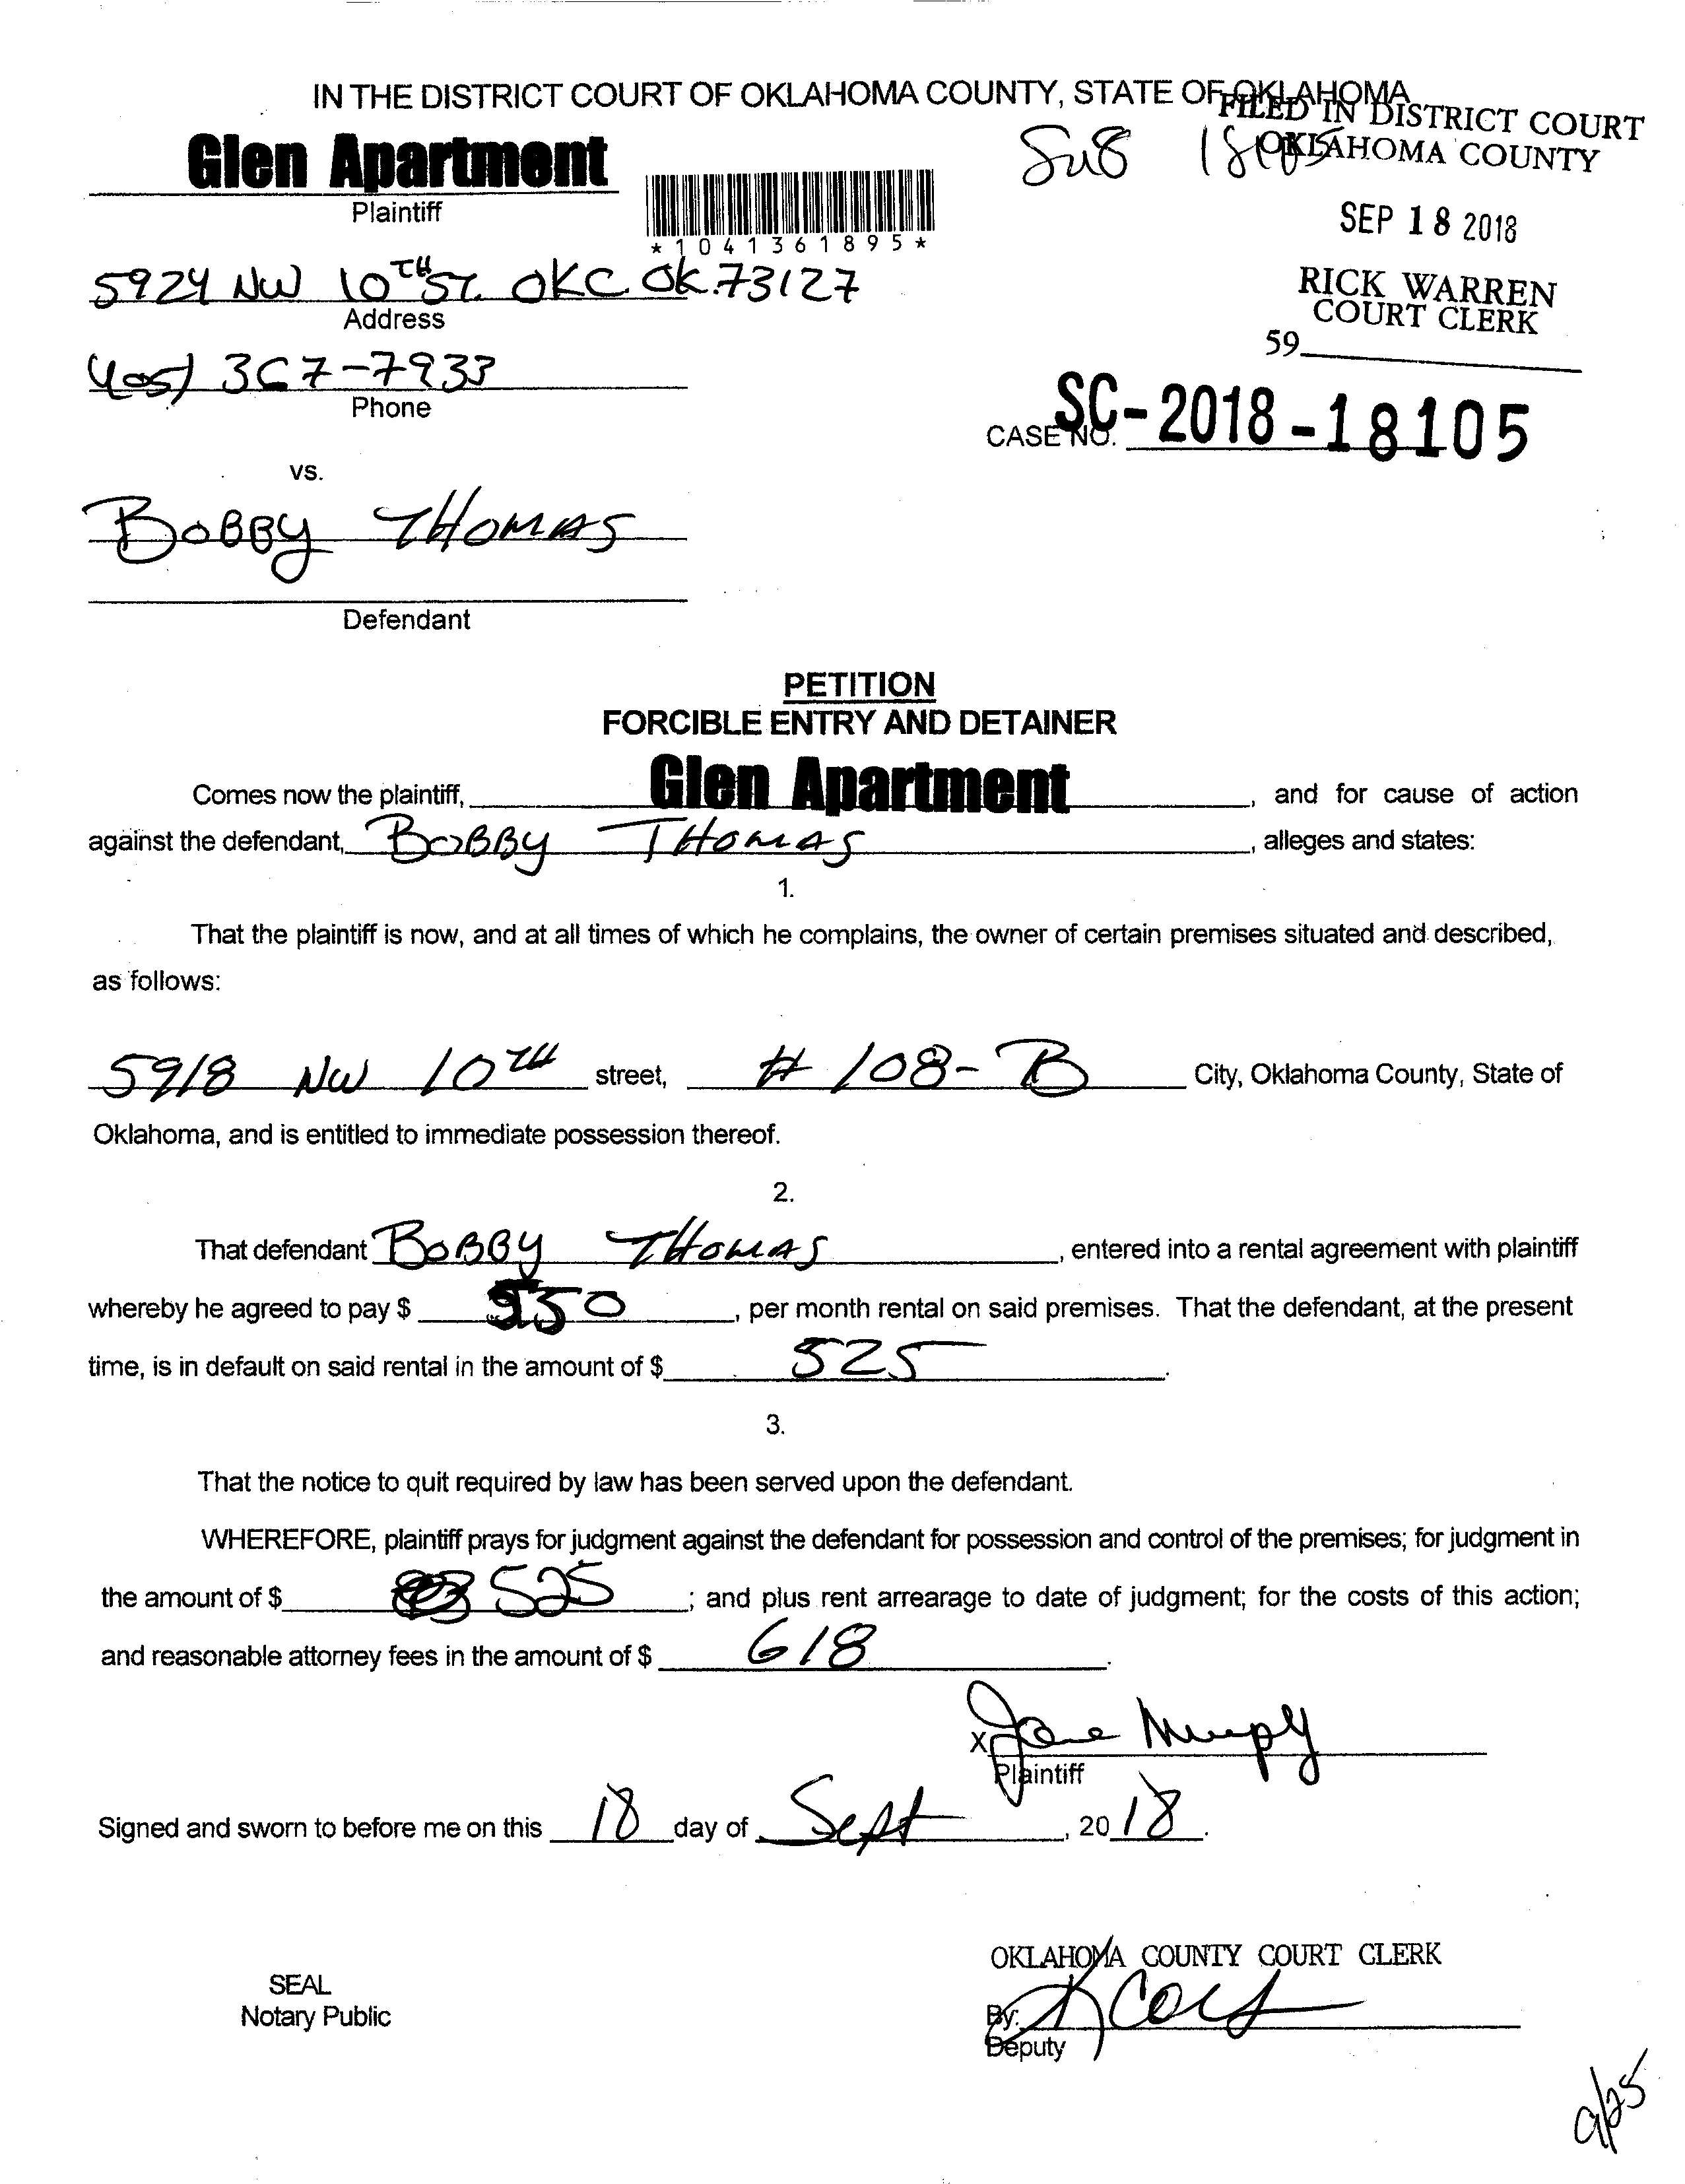 IN THE DISTRICT COURT OF OKLAHOMA COUNTY, STATE OF OKLAHOMA
FILED IN DISTRICT COURT
OKLAHOMA COUNTY
Glen Apartment
Plaintiff
*1041361895*
SEP 18 2018
5924 NW 10TH ST. OKC. OK. 73127
Address
RICK WARREN
COURT CLERK
59
(405) 367-7933
Phone
CASE NO. SC-2018-18105
vs.
BOBBY THOMAS
Defendant
PETITION
FORCIBLE ENTRY AND DETAINER
Comes now the plaintiff, Glen Apartment, and for cause of action
against the defendant, BOBBY THOMAS, alleges and states:
1.
That the plaintiff is now, and at all times of which he complains, the owner of certain premises situated and described,
as follows:
5918 NW 10TH street, # 108-B City, Oklahoma County, State of
Oklahoma, and is entitled to immediate possession thereof.
2.
That defendant BOBBY THOMAS, entered into a rental agreement with plaintiff
whereby he agreed to pay $ 550, per month rental on said premises. That the defendant, at the present
time, is in default on said rental in the amount of $ 525.
3.
That the notice to quit required by law has been served upon the defendant.
WHEREFORE, plaintiff prays for judgment against the defendant for possession and control of the premises; for judgment in
the amount of $ 525; and plus rent arrearage to date of judgment; for the costs of this action;
and reasonable attorney fees in the amount of $ 618.
X Jane Murphy
Plaintiff
Signed and sworn to before me on this 18 day of Sept, 2018.
OKLAHOMA COUNTY COURT CLERK
SEAL
Notary Public
By:
Deputy
9/25